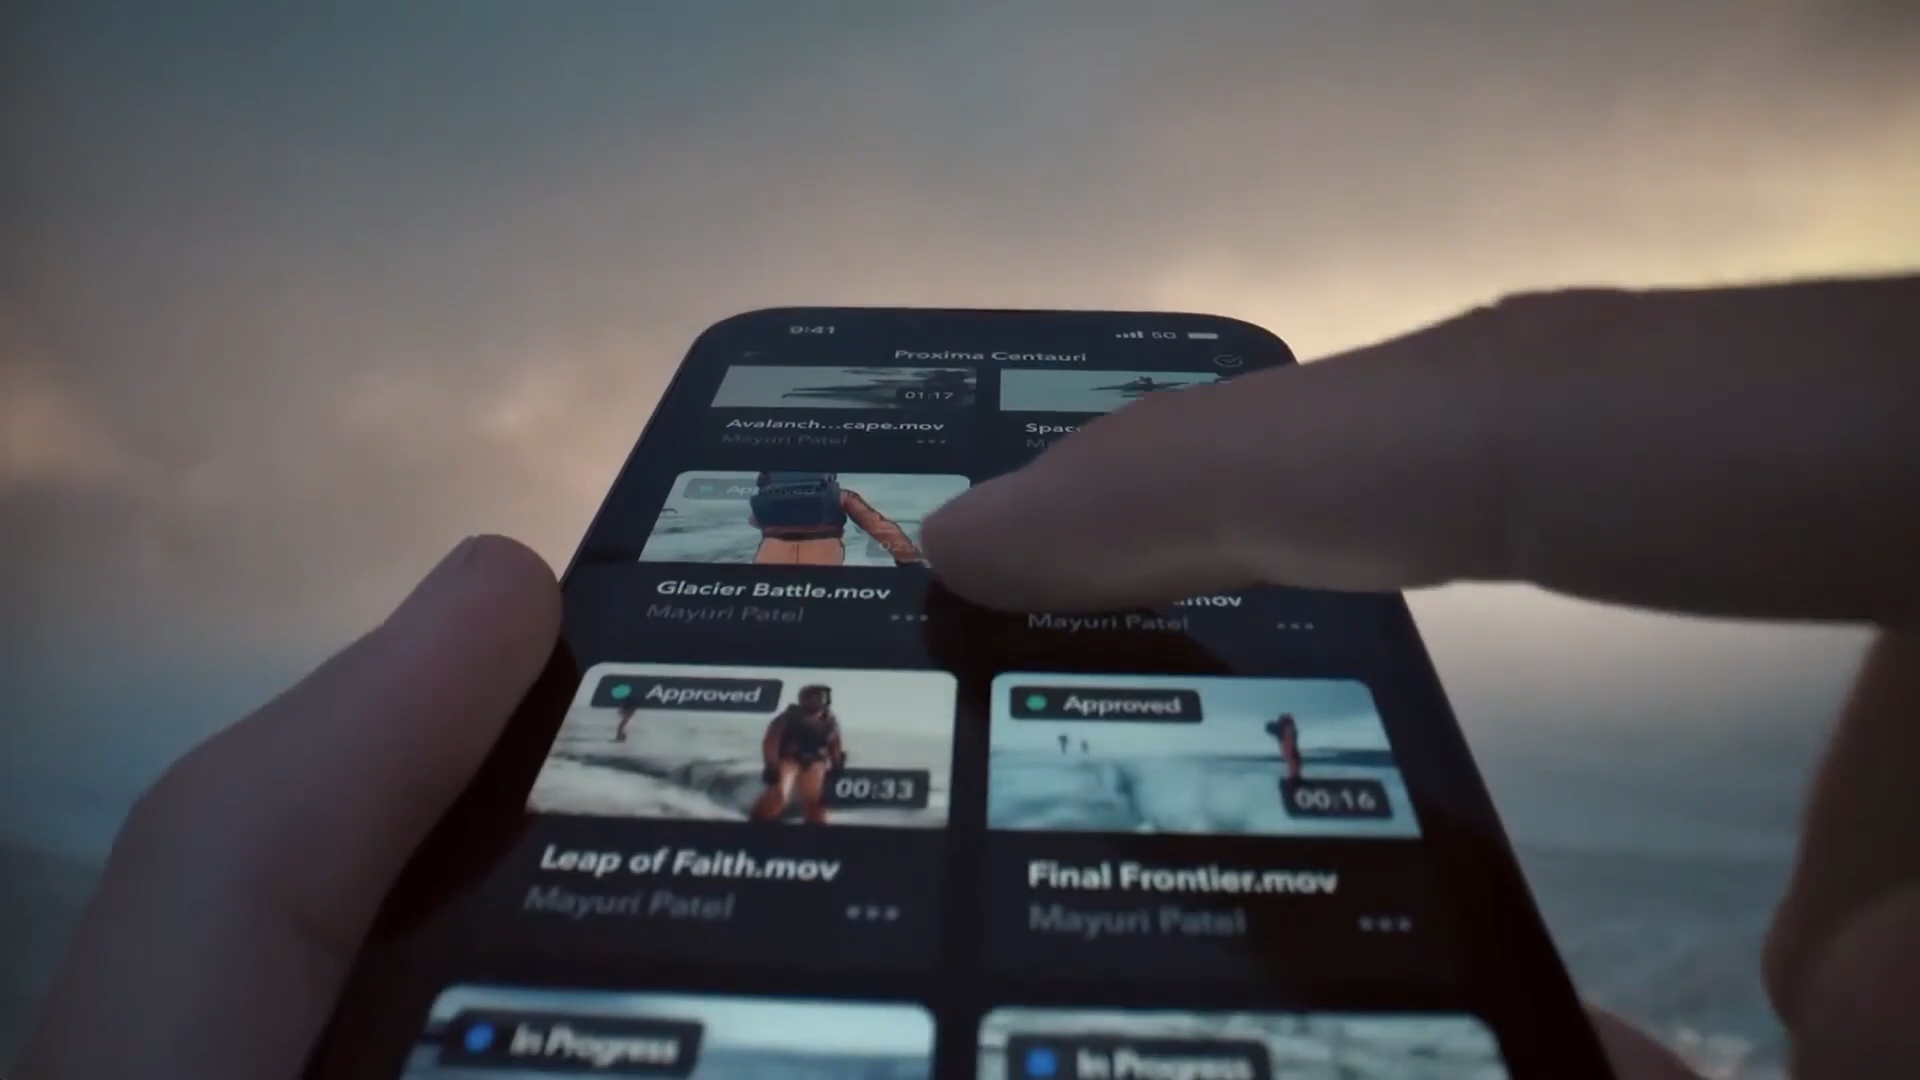 9:41
5G
Proxima Centauri
01:17
Avalanch...cape.mov
Mayuri Patel
Approved
Glacier Battle.mov
Mayuri Patel
Mayuri Patel
Approved
00:33
Approved
00:16
Leap of Faith.mov
Mayuri Patel
Final Frontier.mov
Mayuri Patel
In Progress
In Progress